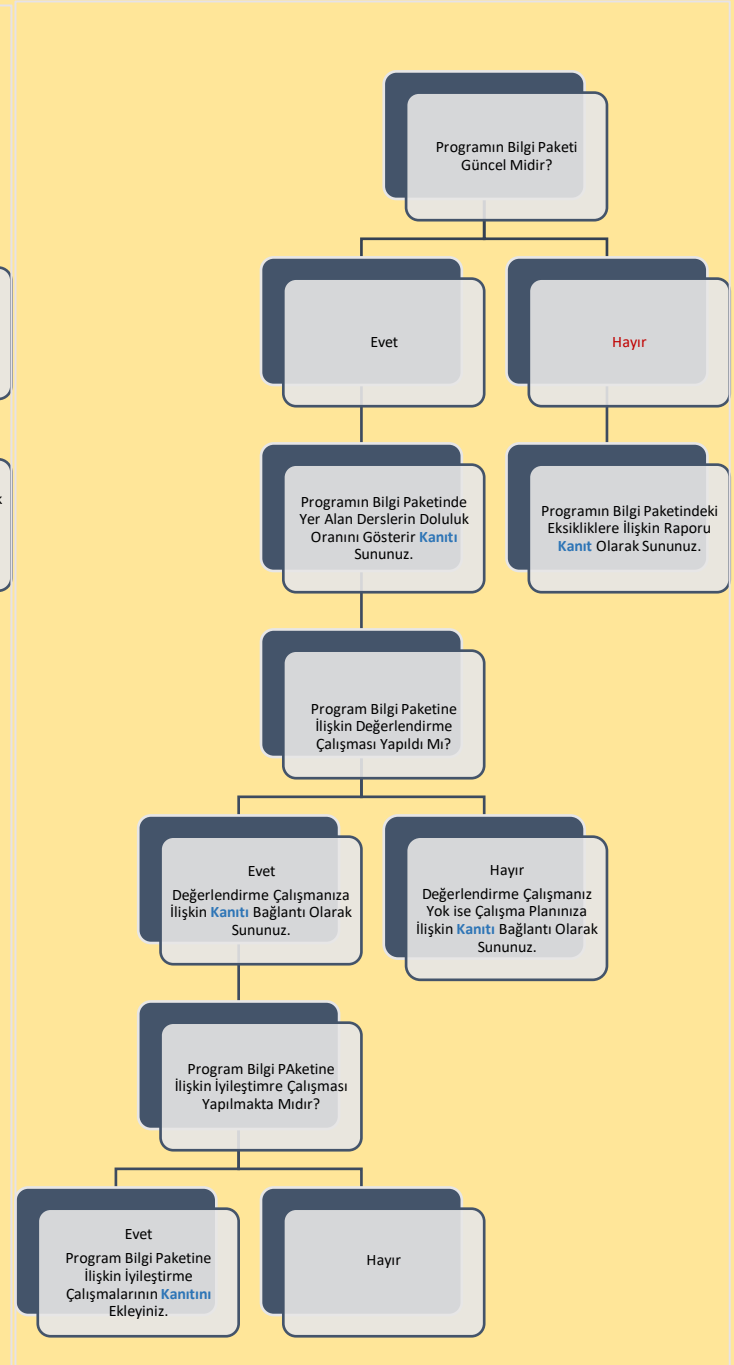 Programın Bilgi Paketi
Güncel Midir?
Evet
Hayır
Programın Bilgi Paketinde
Yer Alan Derslerin Doluluk
Oranını Gösterir Kanıtı
Sununuz.
Programın Bilgi Paketindeki
Eksikliklere İlişkin Raporu
Kanıt Olarak Sununuz.
Program Bilgi Paketine
İlişkin Değerlendirme
Çalışması Yapıldı Mı?
Evet
Değerlendirme Çalışmanıza
İlişkin Kanıtı Bağlantı Olarak
Sununuz.
Hayır
Değerlendirme Çalışmanız
Yok ise Çalışma Planınıza
İlişkin Kanıtı Bağlantı Olarak
Sununuz.
Program Bilgi PAketine
İlişkin İyileştimre Çalışması
Yapılmakta Mıdır?
Evet
Program Bilgi Paketine
İlişkin İyileştirme
Çalışmalarının Kanıtını
Ekleyiniz.
Hayır